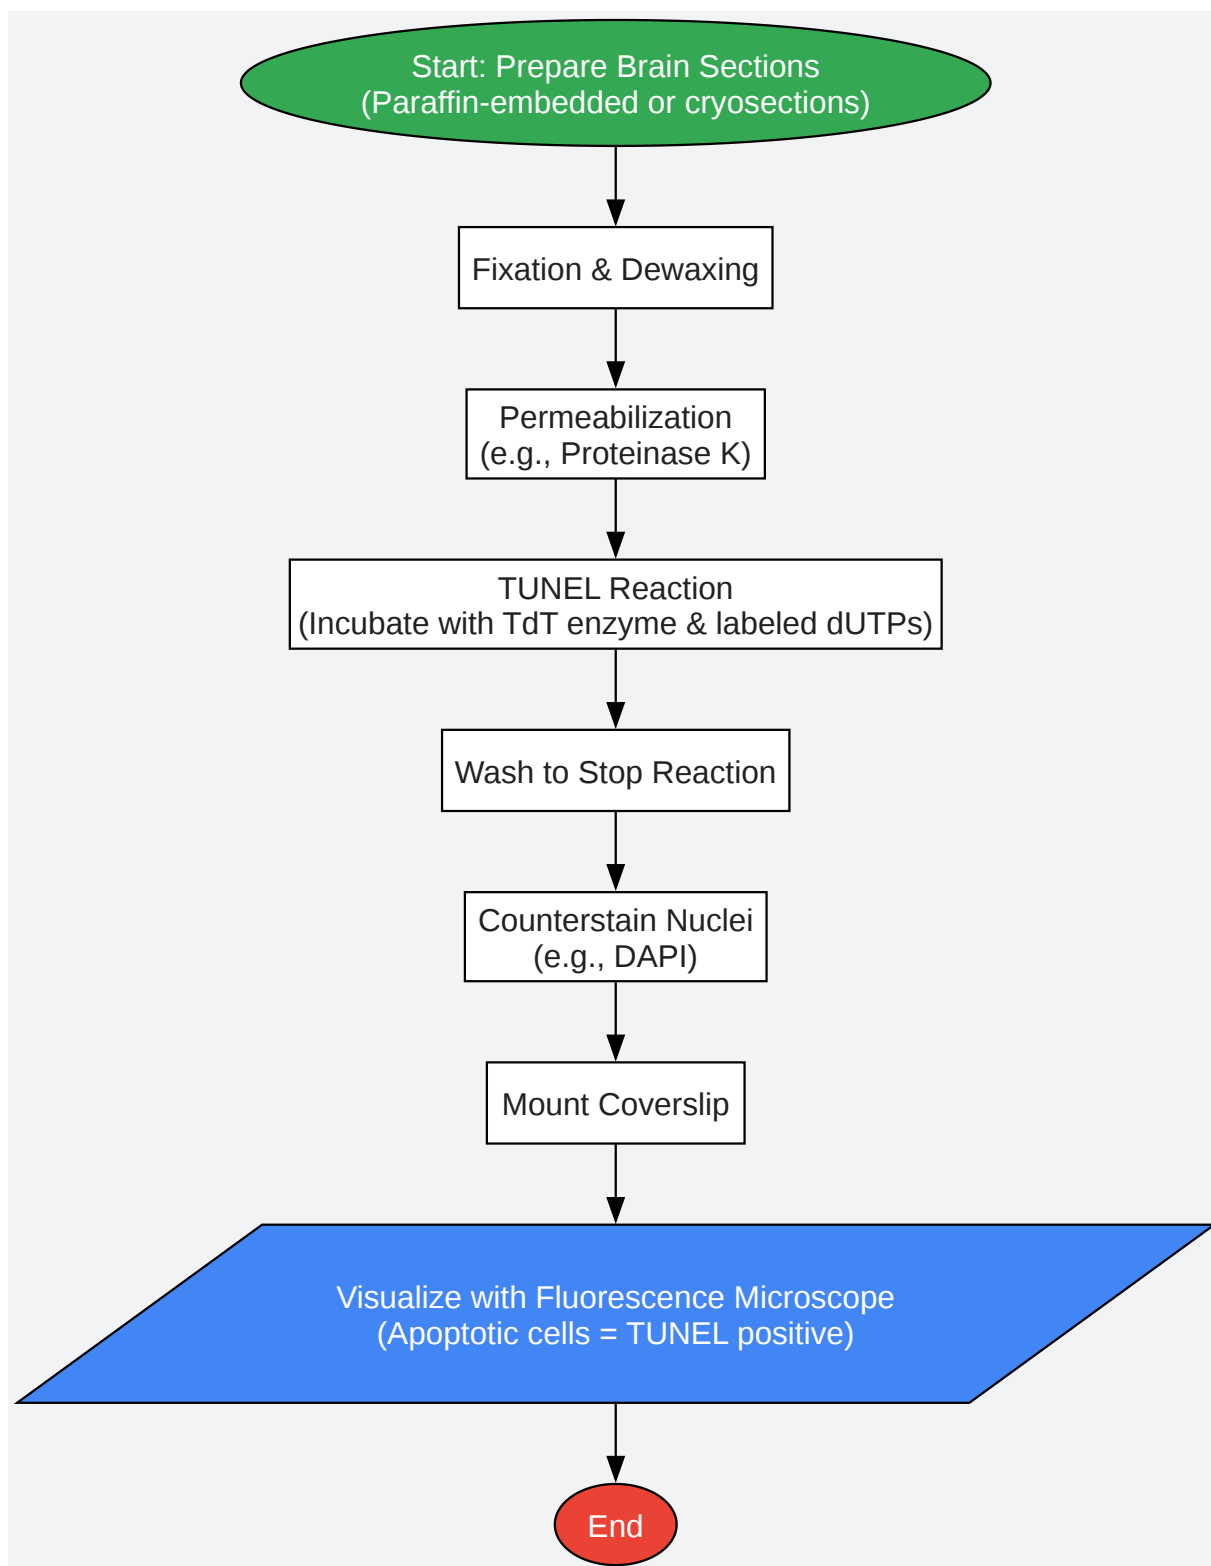 Start: Prepare Brain Sections
(Paraffin-embedded or cryosections)
Fixation & Dewaxing
Permeabilization
(e.g., Proteinase K)
TUNEL Reaction
(Incubate with TdT enzyme & labeled dUTPs)
Wash to Stop Reaction
Counterstain Nuclei
(e.g., DAPI)
Mount Coverslip
Visualize with Fluorescence Microscope
(Apoptotic cells = TUNEL positive)
End